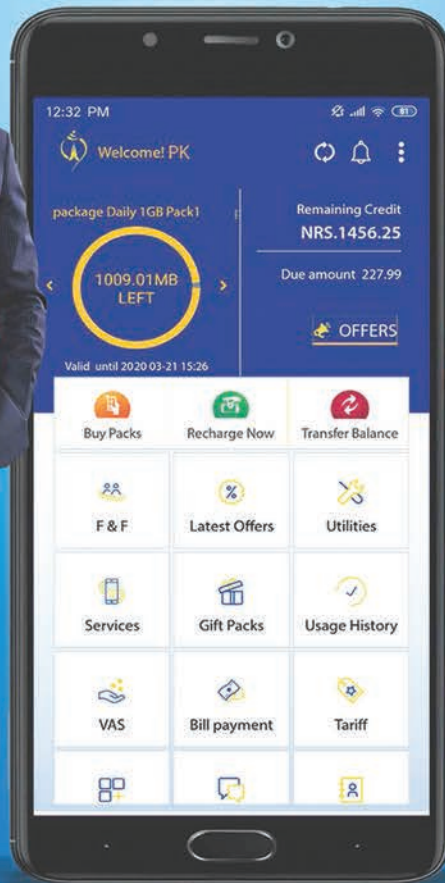 12:32 PM
81
Welcome! PK
package Daily 1GB Pack1
1009.01MB
LEFT
Valid until 2020 03-21 15:26
Remaining Credit
NRS.1456.25
Due amount 227.99
OFFERS
Buy Packs
Recharge Now
Transfer Balance
F & F
Latest Offers
Utilities
Services
Gift Packs
Usage History
VAS
Bill payment
Tariff